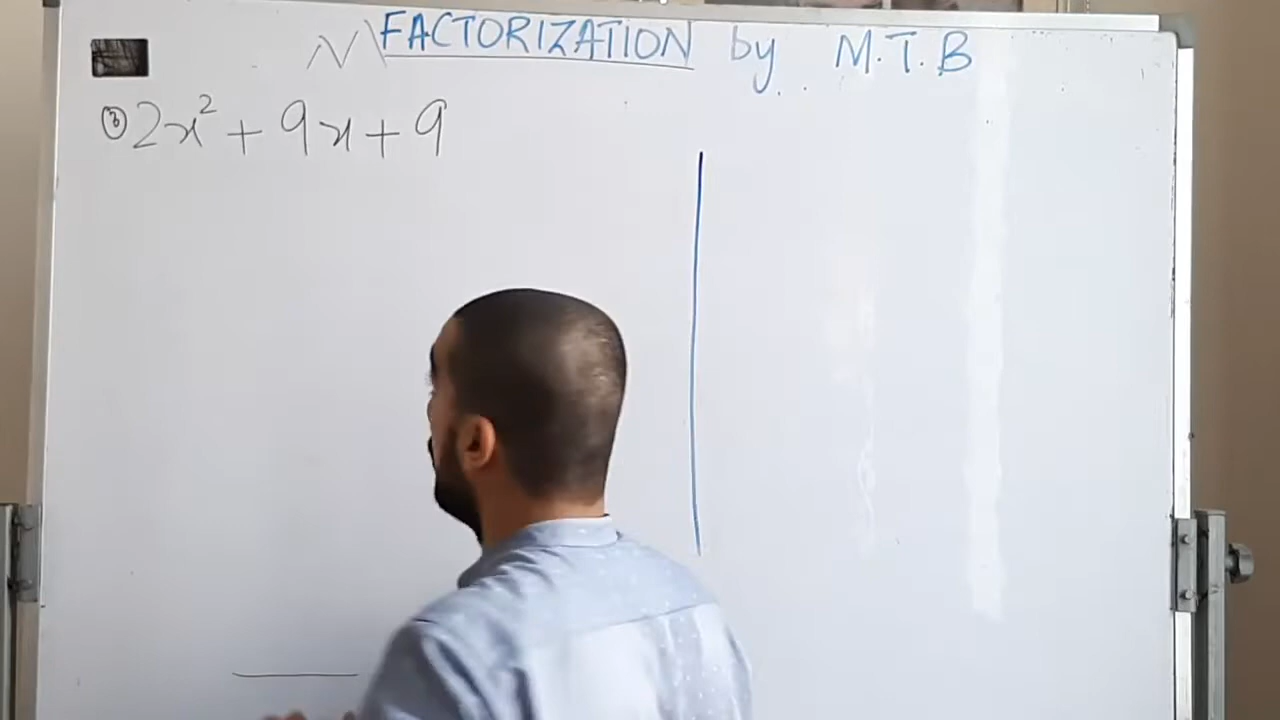 FACTORIZATION by M.T.B
③ 2x² + 9x + 9